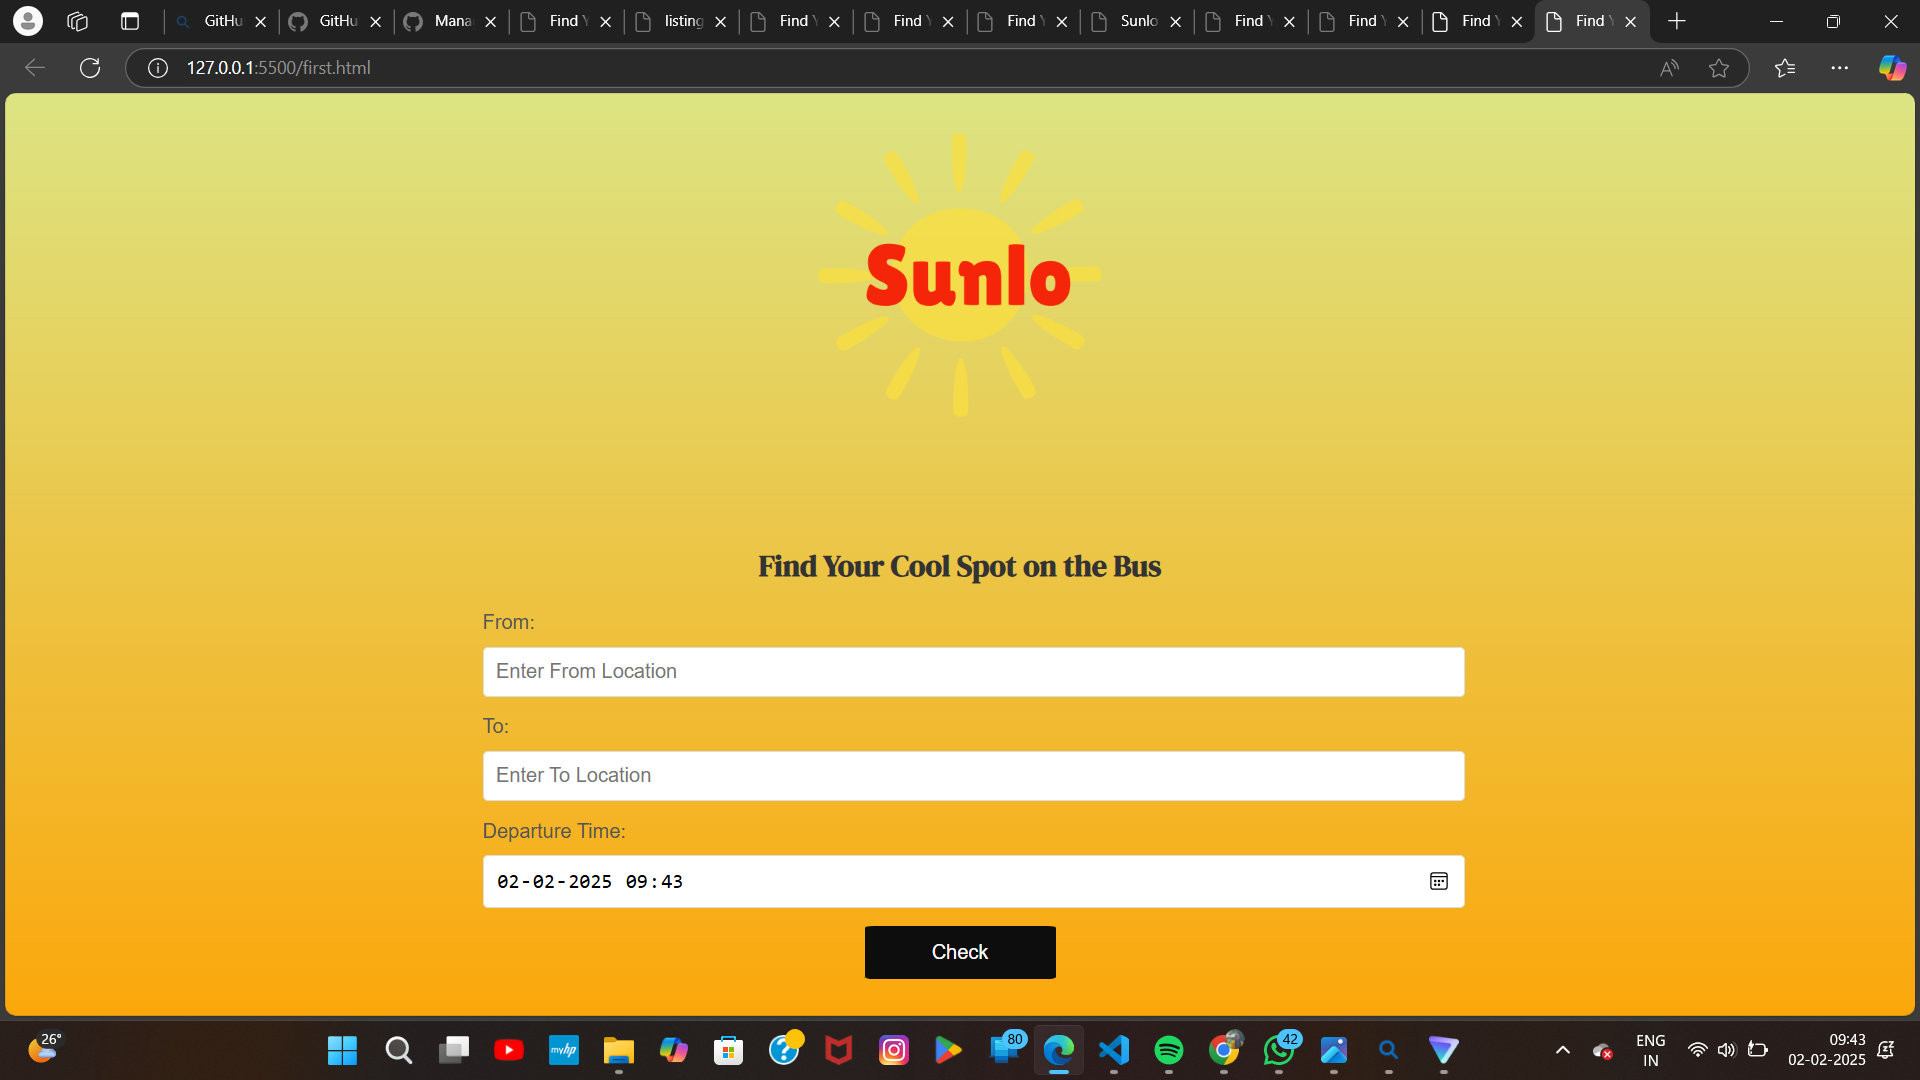 GitHu
GitHu
Mana
Find Y
listing
Find Y
Find Y
Find Y
Sunlo
Find Y
Find Y
Find Y
Find Y
127.0.0.1:5500/first.html
Sunlo
Find Your Cool Spot on the Bus
From:
Enter From Location
To:
Enter To Location
Departure Time:
02-02-2025 09:43
Check
26°
myhp
80
42
ENG
IN
09:43
02-02-2025